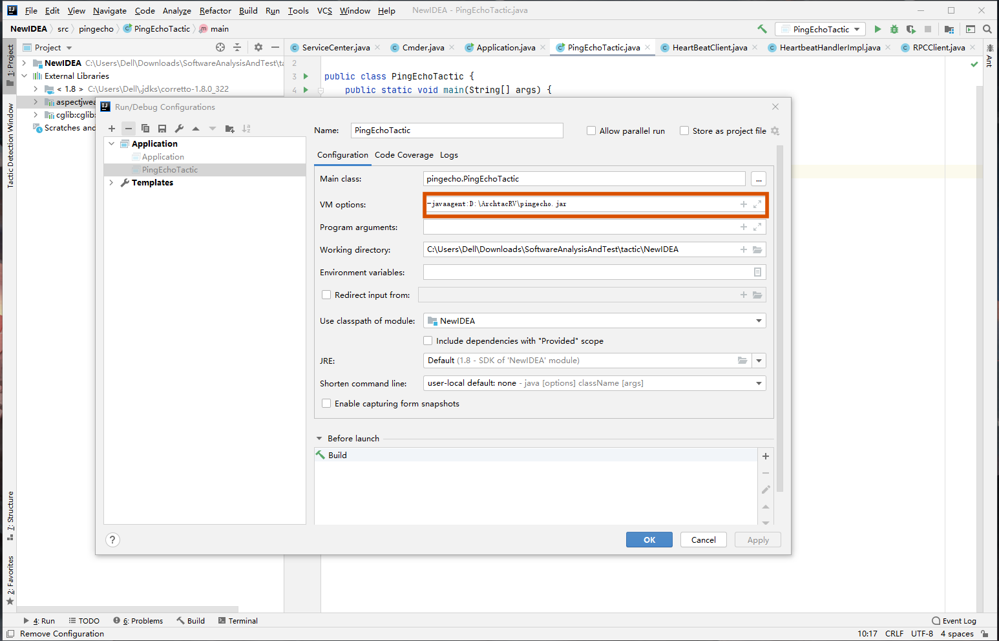 File Edit View Navigate Code Analyze Refactor Build Run Tools VCS Window Help NewIDEA - PingEchoTactic.java
NewIDEA src pingecho PingEchoTactic m main PingEchoTactic
1: Project
Project
ServiceCenter.java Cmder.java Application.java PingEchoTactic.java HeartBeatClient.java HeartbeatHandlerImpl.java RPCClient.java
Ant
NewIDEA C:\Users\Dell\Downloads\SoftwareAnalysisAndTest\ta
External Libraries
< 1.8 > C:\Users\Dell\.jdks\corretto-1.8.0_322
aspectjwea
cglib:cglib:
Scratches and
Tactic Detection Window
2
3 public class PingEchoTactic {
4 public static void main(String[] args) {
Run/Debug Configurations
Application
Application
PingEchoTactic
Templates
Name: PingEchoTactic Allow parallel run Store as project file
Configuration Code Coverage Logs
Main class: pingecho.PingEchoTactic ...
VM options: -javaagent:D:\ArchtacRV\pingecho.jar
Program arguments:
Working directory: C:\Users\Dell\Downloads\SoftwareAnalysisAndTest\tactic\NewIDEA
Environment variables:
Redirect input from:
Use classpath of module: NewIDEA
Include dependencies with "Provided" scope
JRE: Default (1.8 - SDK of 'NewIDEA' module)
Shorten command line: user-local default: none - java [options] className [args]
Enable capturing form snapshots
Before launch
Build
? OK Cancel Apply
7: Structure
2: Favorites
4: Run TODO 6: Problems Build Terminal Event Log
Remove Configuration 10:17 CRLF UTF-8 4 spaces